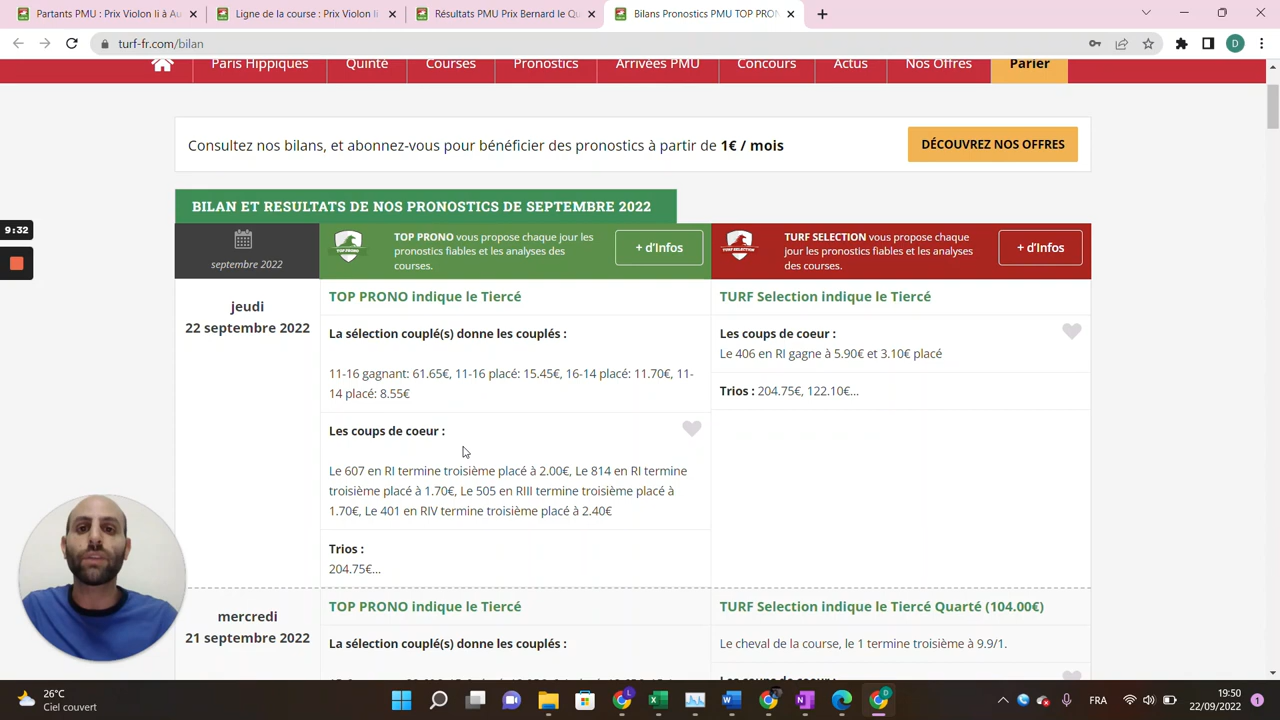 Partants PMU : Prix Violon Ii à Au
Ligne de la course : Prix Violon Ii
Résultats PMU Prix Bernard le Qu
Bilans Pronostics PMU TOP PRON
turf-fr.com/bilan
D
Paris Hippiques
Quinté
Courses
Pronostics
Arrivées PMU
Concours
Actus
Nos Offres
Parier
Consultez nos bilans, et abonnez-vous pour bénéficier des pronostics à partir de 1€ / mois
DÉCOUVREZ NOS OFFRES
BILAN ET RESULTATS DE NOS PRONOSTICS DE SEPTEMBRE 2022
9:32
septembre 2022
TOP PRONO
TOP PRONO vous propose chaque jour les
pronostics fiables et les analyses des
courses.
+ d'Infos
TURF SELECTION
TURF SELECTION vous propose chaque
jour les pronostics fiables et les analyses
des courses.
+ d'Infos
jeudi
22 septembre 2022
TOP PRONO indique le Tiercé
La sélection couplé(s) donne les couplés :
11-16 gagnant: 61.65€, 11-16 placé: 15.45€, 16-14 placé: 11.70€, 11-
14 placé: 8.55€
Les coups de coeur :
Le 607 en RI termine troisième placé à 2.00€, Le 814 en RI termine
troisième placé à 1.70€, Le 505 en RIII termine troisième placé à
1.70€, Le 401 en RIV termine troisième placé à 2.40€
Trios :
204.75€...
TURF Selection indique le Tiercé
Les coups de coeur :
Le 406 en RI gagne à 5.90€ et 3.10€ placé
Trios : 204.75€, 122.10€...
mercredi
21 septembre 2022
TOP PRONO indique le Tiercé
La sélection couplé(s) donne les couplés :
TURF Selection indique le Tiercé Quarté (104.00€)
Le cheval de la course, le 1 termine troisième à 9.9/1.
26°C
Ciel couvert
FRA
19:50
22/09/2022
1